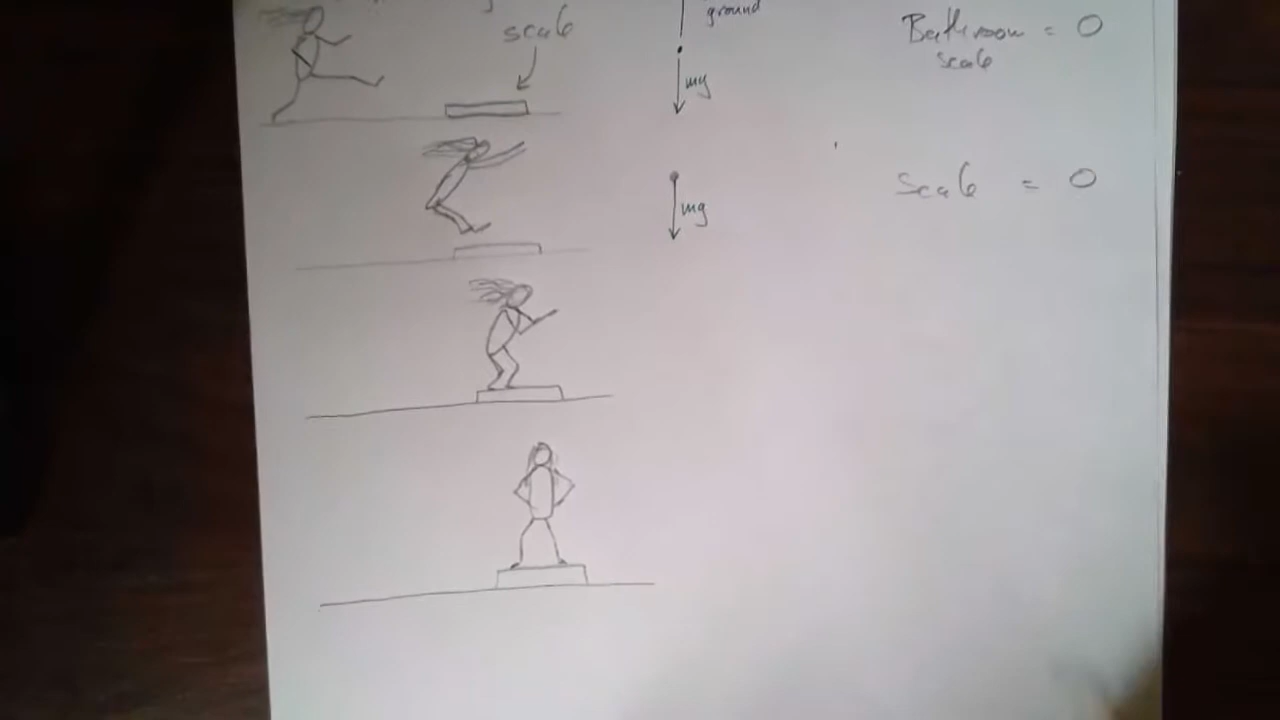 scale
ground
mg
Bathroom = 0
scale
mg
Scale = 0